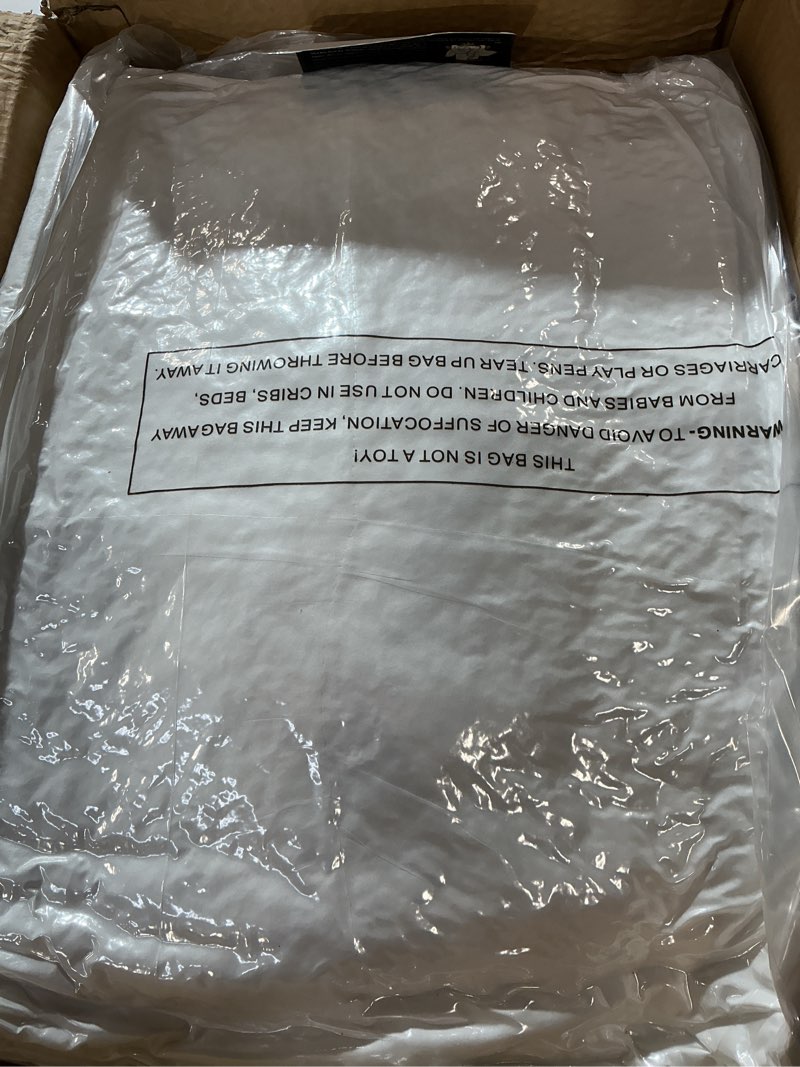 THIS BAG IS NOT A TOY!
WARNING- TO AVOID DANGER OF SUFFOCATION, KEEP THIS BAG AWAY
FROM BABIES AND CHILDREN. DO NOT USE IN CRIBS, BEDS,
CARRIAGES OR PLAY PENS. TEAR UP BAG BEFORE THROWING IT AWAY.